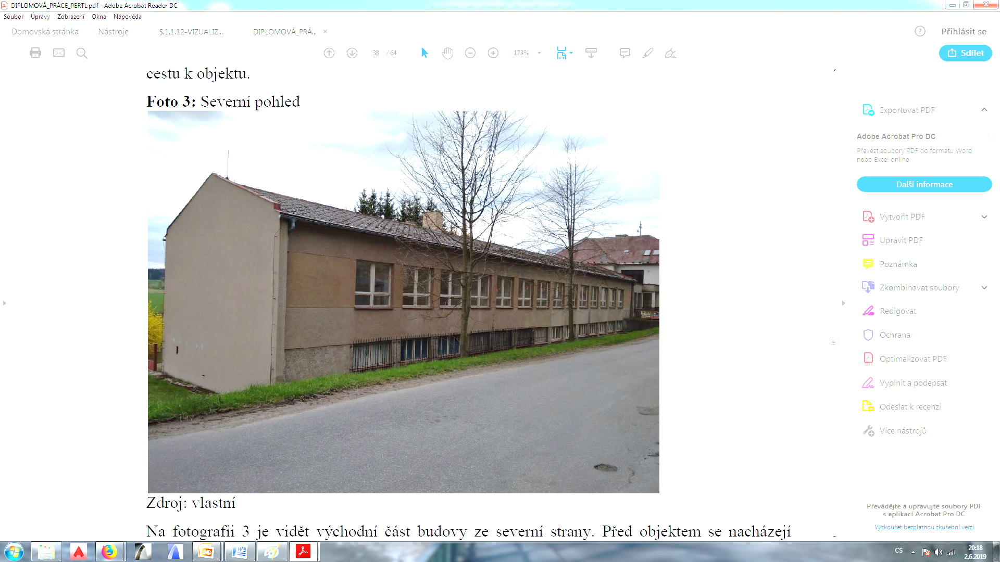 DIPLOMOVÁ_PRÁCE_PERTL.pdf - Adobe Acrobat Reader DC
Soubor Úpravy Zobrazení Okna Nápověda
Domovská stránka Nástroje S.1.1.12-VIZUALIZ... DIPLOMOVÁ_PRÁ... × ? Přihlásit se
38 / 64 173% Sdílet
cestu k objektu.
Foto 3: Severní pohled
Zdroj: vlastní
Na fotografii 3 je vidět východní část budovy ze severní strany. Před objektem se nacházejí
Exportovat PDF
Adobe Acrobat Pro DC
Převést soubory PDF do formátu Word
nebo Excel online
Další informace
Vytvořit PDF
Upravit PDF
Poznámka
Zkombinovat soubory
Redigovat
Ochrana
Optimalizovat PDF
Vyplnit a podepsat
Odeslat k recenzi
Více nástrojů
Převádějte a upravujte soubory PDF
s aplikací Acrobat Pro DC
Vyzkoušet bezplatnou zkušební verzi
CS 20:18
2.6.2019